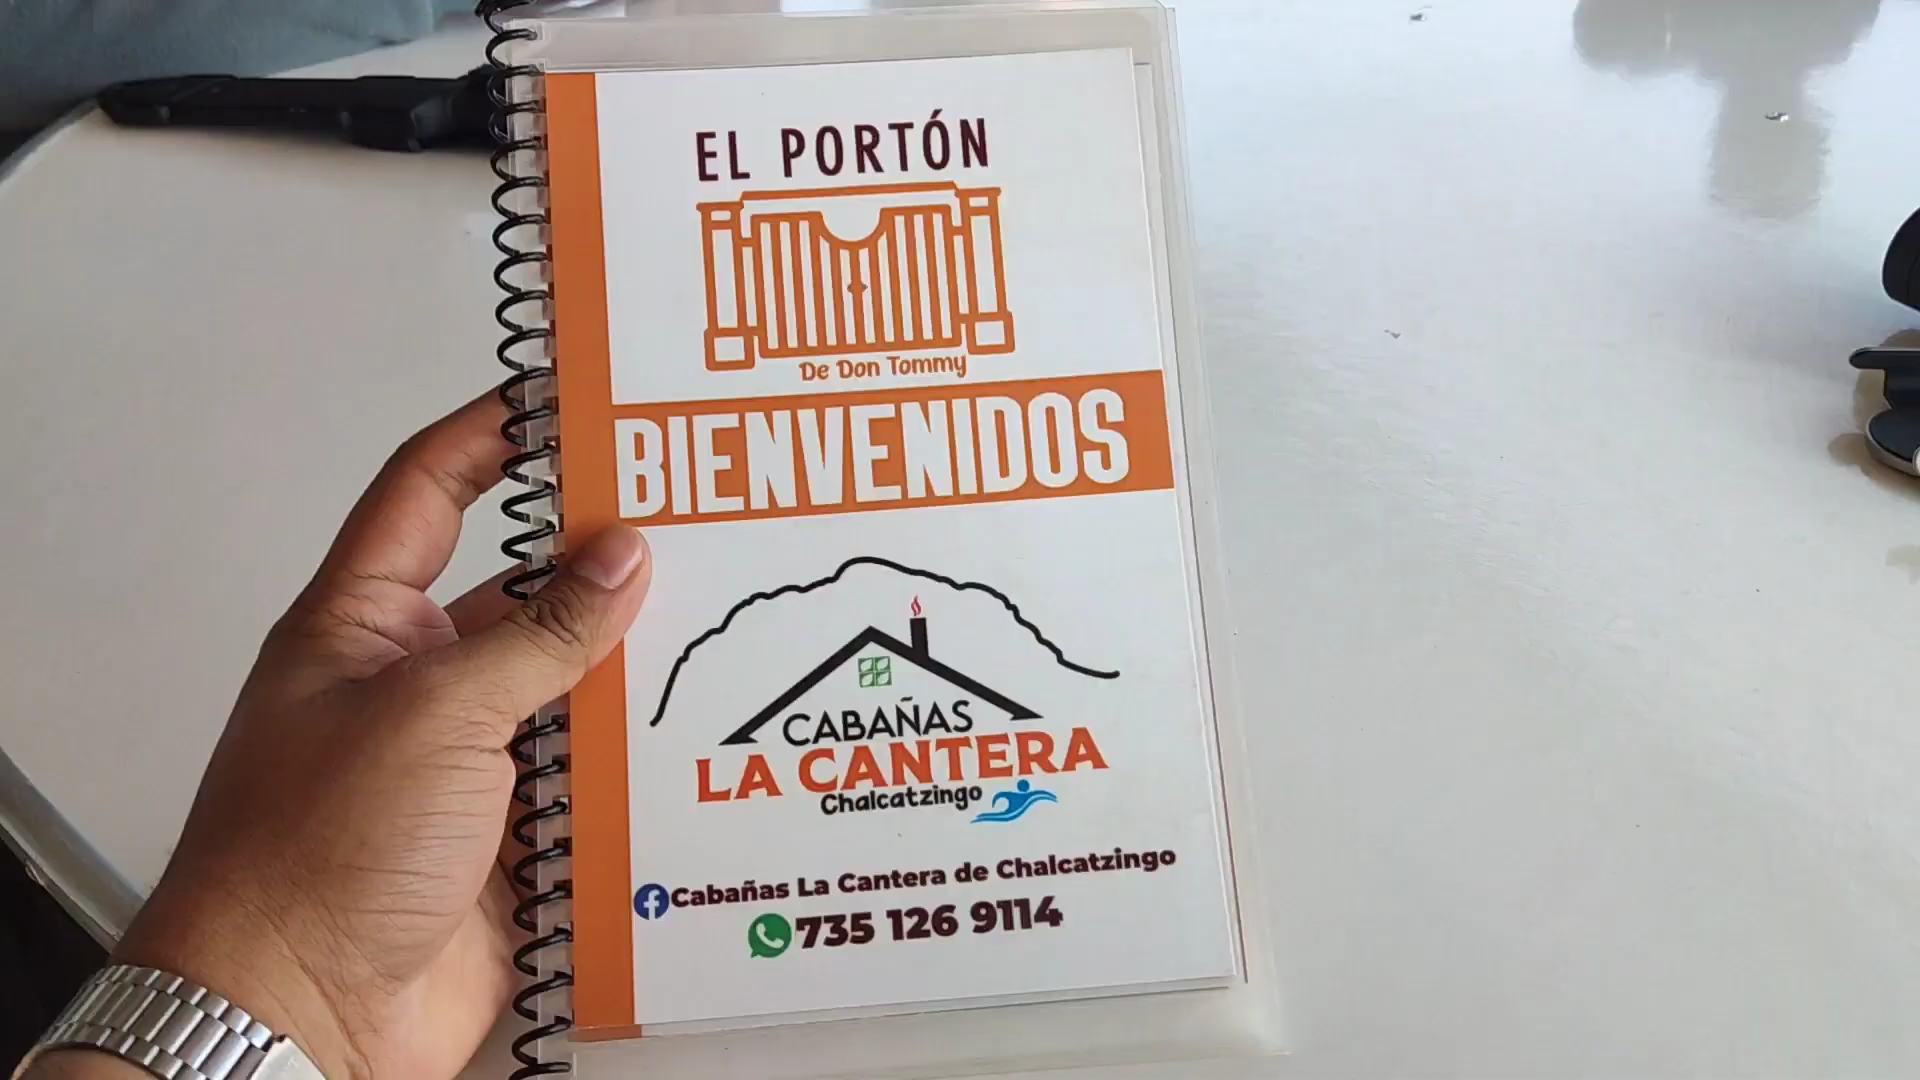 EL PORTÓN
De Don Tommy
BIENVENIDOS
CABAÑAS
LA CANTERA
Chalcatzingo
Cabañas La Cantera de Chalcatzingo
735 126 9114